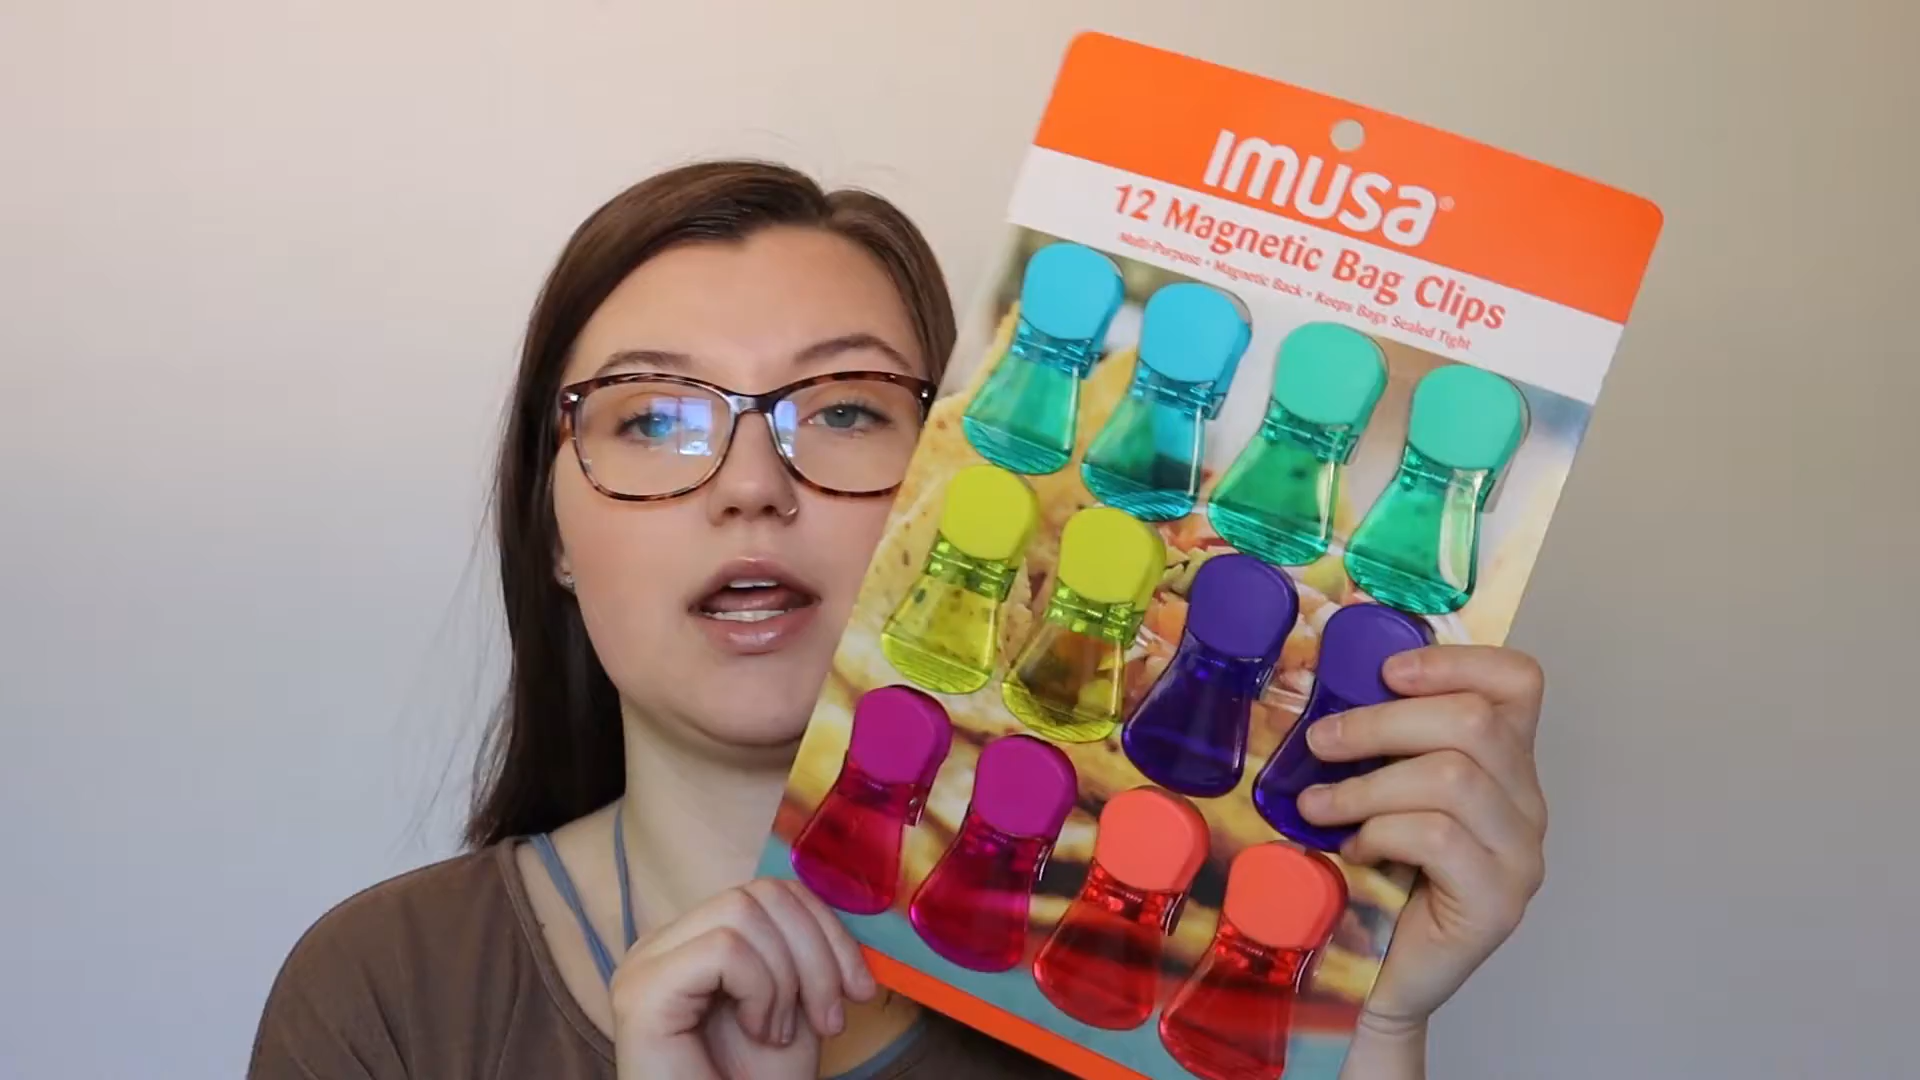 IMUSA®
12 Magnetic Bag Clips
Multi-Purpose • Magnetic Back • Keeps Bags Sealed Tight